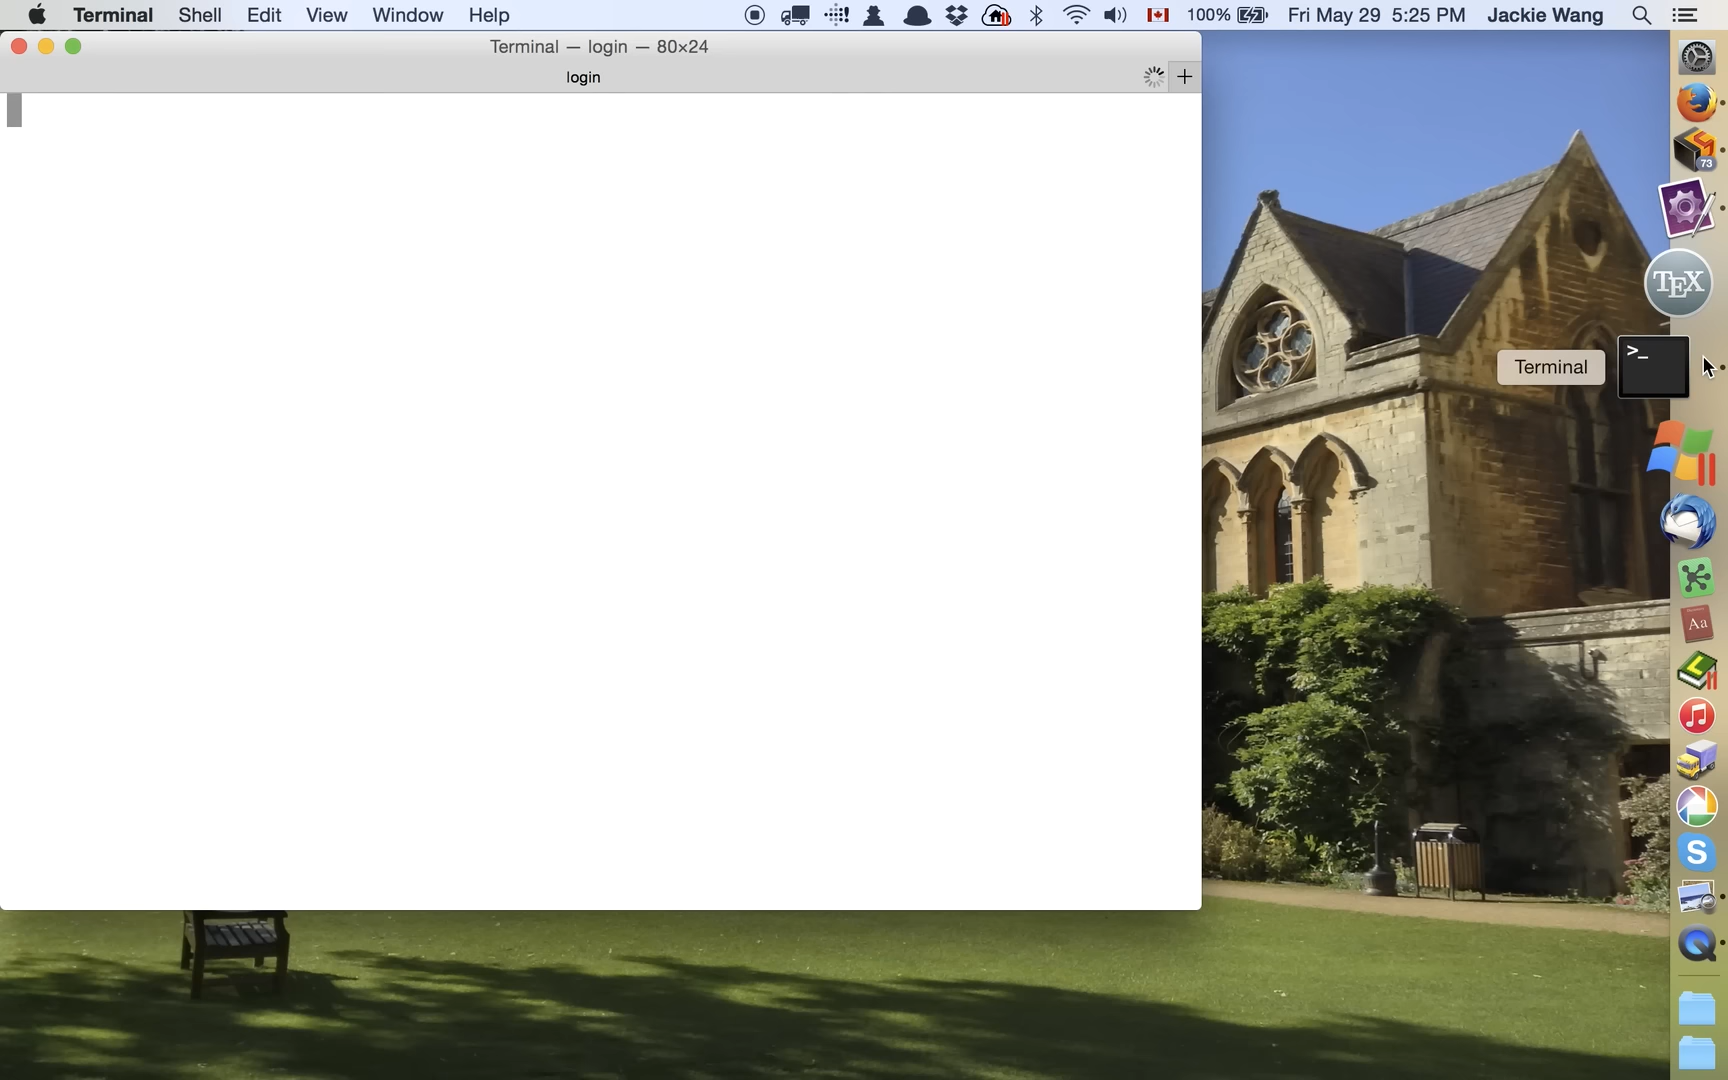 Terminal Shell Edit View Window Help 100% Fri May 29 5:25 PM Jackie Wang
Terminal — login — 80×24
login
+
73
TEX
>_
Terminal
Aa
L
S